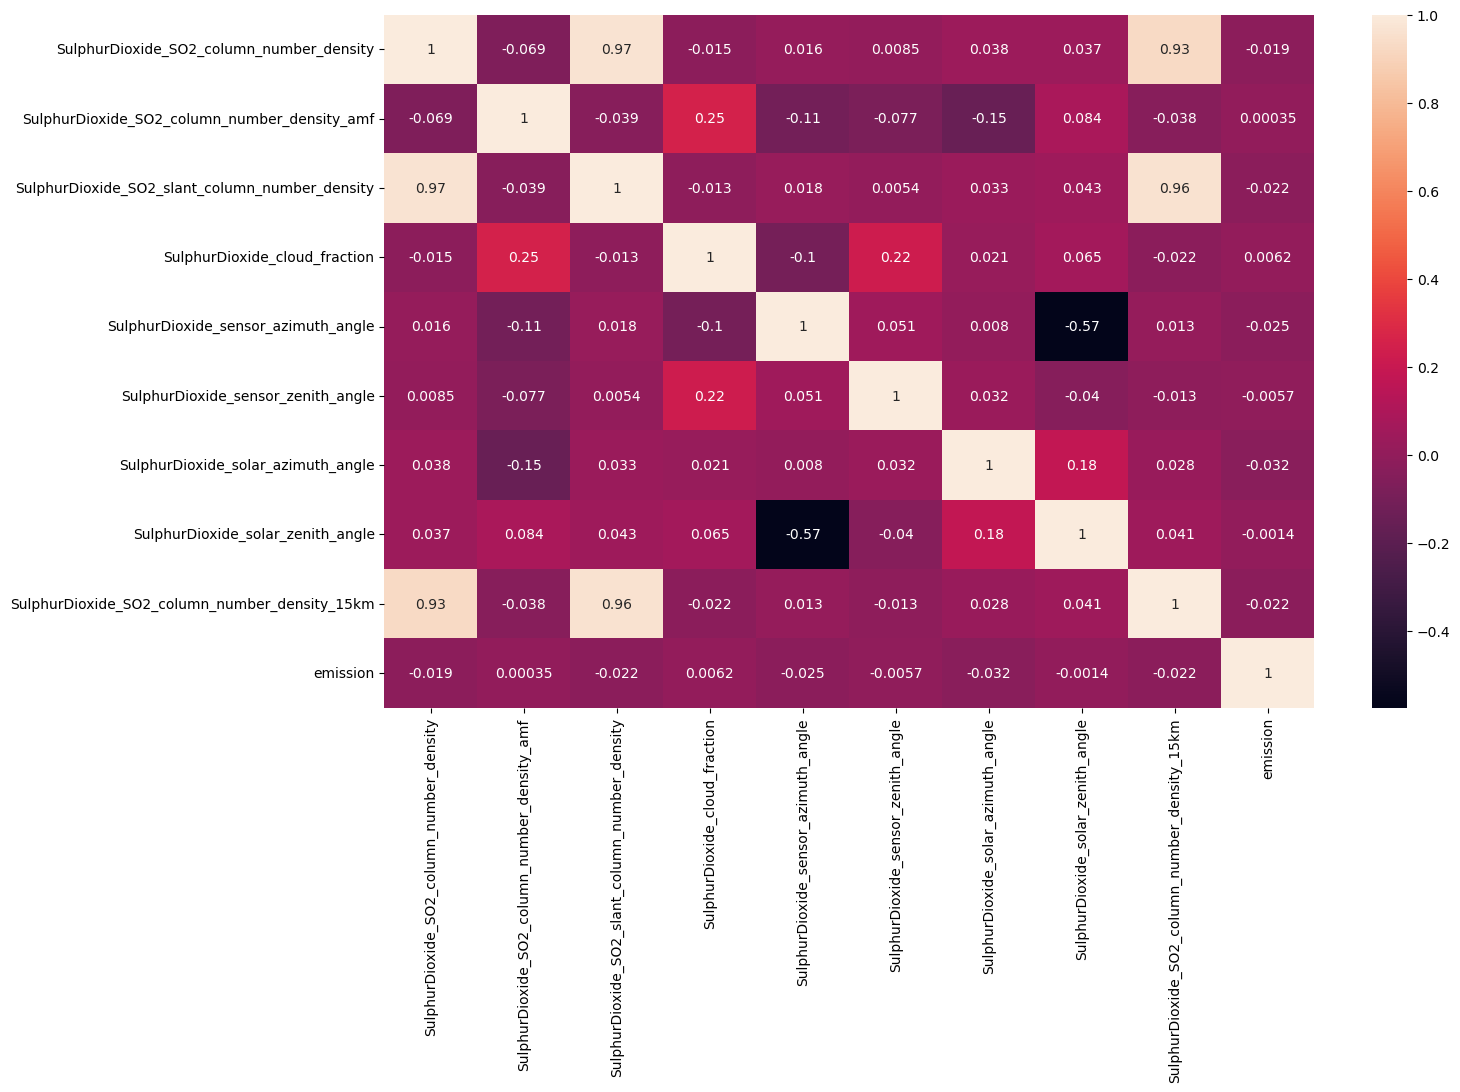 SulphurDioxide_SO2_column_number_density 1 -0.069 0.97 -0.015 0.016 0.0085 0.038 0.037 0.93 -0.019
SulphurDioxide_SO2_column_number_density_amf -0.069 1 -0.039 0.25 -0.11 -0.077 -0.15 0.084 -0.038 0.00035
SulphurDioxide_SO2_slant_column_number_density 0.97 -0.039 1 -0.013 0.018 0.0054 0.033 0.043 0.96 -0.022
SulphurDioxide_cloud_fraction -0.015 0.25 -0.013 1 -0.1 0.22 0.021 0.065 -0.022 0.0062
SulphurDioxide_sensor_azimuth_angle 0.016 -0.11 0.018 -0.1 1 0.051 0.008 -0.57 0.013 -0.025
SulphurDioxide_sensor_zenith_angle 0.0085 -0.077 0.0054 0.22 0.051 1 0.032 -0.04 -0.013 -0.0057
SulphurDioxide_solar_azimuth_angle 0.038 -0.15 0.033 0.021 0.008 0.032 1 0.18 0.028 -0.032
SulphurDioxide_solar_zenith_angle 0.037 0.084 0.043 0.065 -0.57 -0.04 0.18 1 0.041 -0.0014
SulphurDioxide_SO2_column_number_density_15km 0.93 -0.038 0.96 -0.022 0.013 -0.013 0.028 0.041 1 -0.022
emission -0.019 0.00035 -0.022 0.0062 -0.025 -0.0057 -0.032 -0.0014 -0.022 1
SulphurDioxide_SO2_column_number_density
SulphurDioxide_SO2_column_number_density_amf
SulphurDioxide_SO2_slant_column_number_density
SulphurDioxide_cloud_fraction
SulphurDioxide_sensor_azimuth_angle
SulphurDioxide_sensor_zenith_angle
SulphurDioxide_solar_azimuth_angle
SulphurDioxide_solar_zenith_angle
SulphurDioxide_SO2_column_number_density_15km
emission
1.0
0.8
0.6
0.4
0.2
0.0
−0.2
−0.4